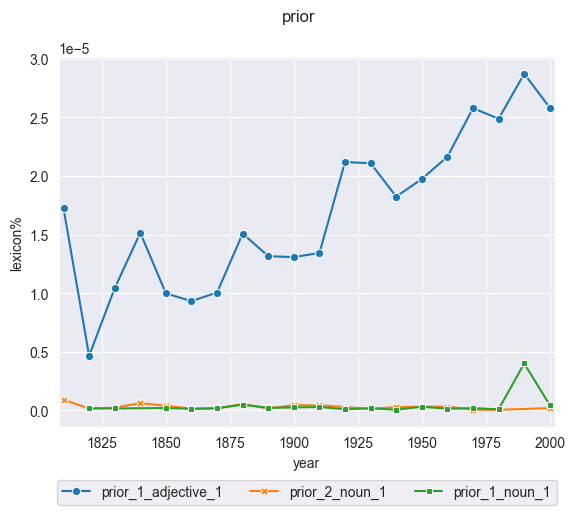 prior
1e−5
3.0
2.5
2.0
1.5
1.0
0.5
0.0
lexicon%
1825 1850 1875 1900 1925 1950 1975 2000
year
prior_1_adjective_1 prior_2_noun_1 prior_1_noun_1